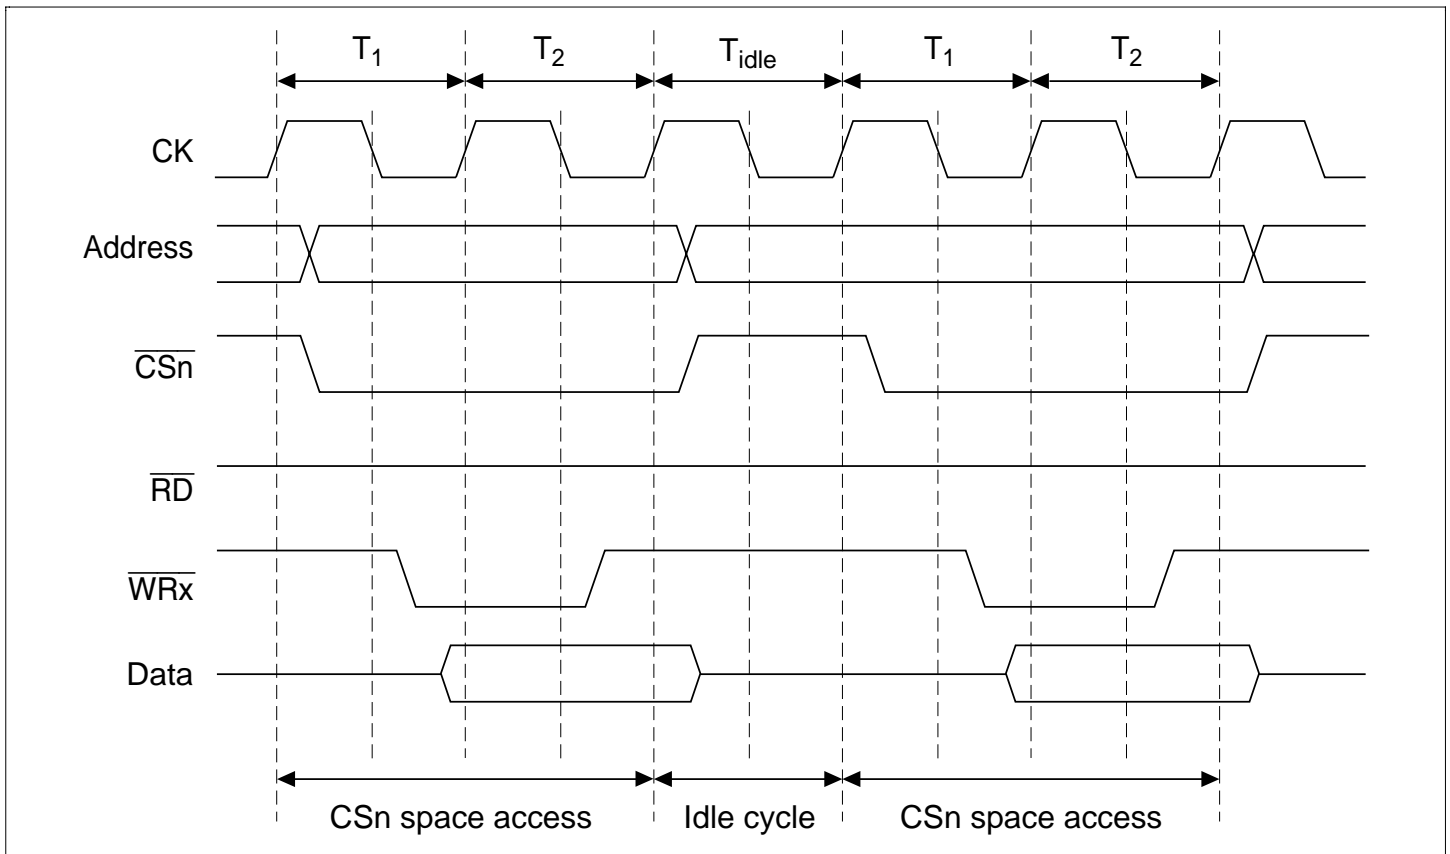 T1 T2 Tidle T1 T2
CK
Address
CSn
RD
WRx
Data
CSn space access Idle cycle CSn space access